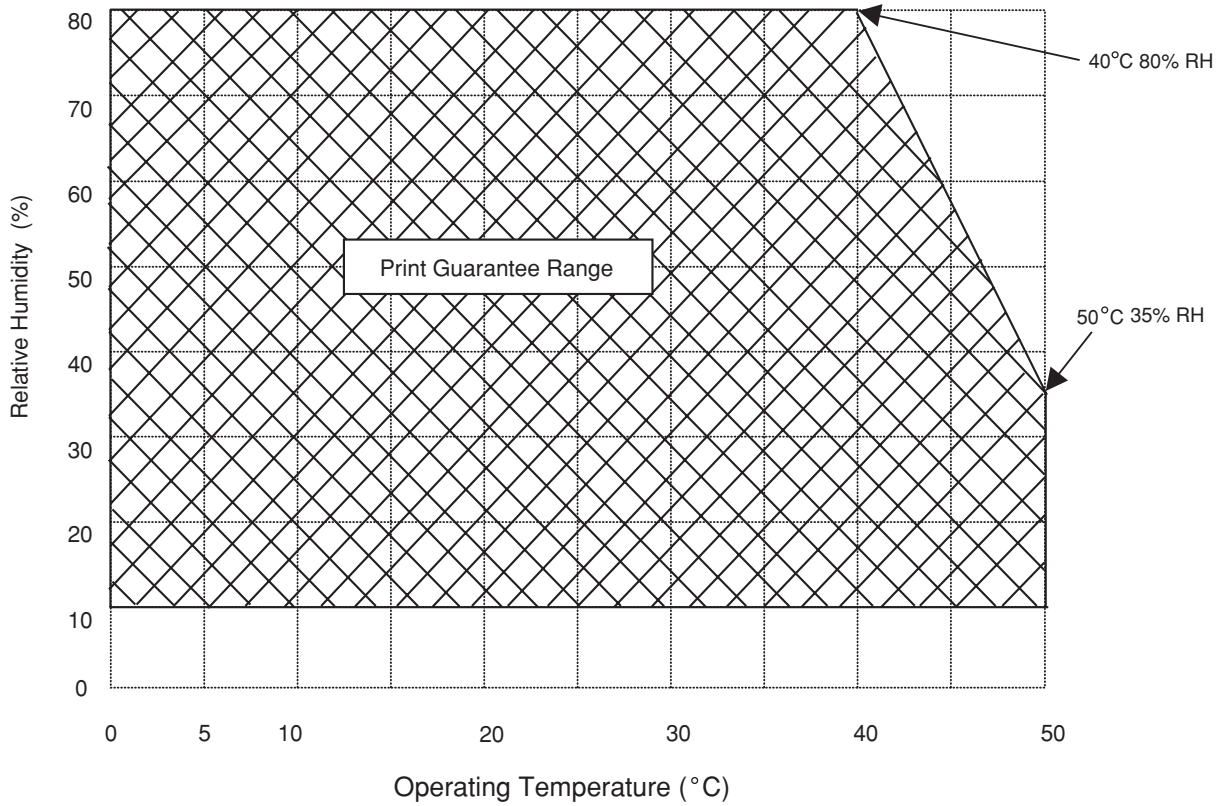 80
70
60
50
40
30
20
10
0
Relative Humidity (%)
Print Guarantee Range
40°C 80% RH
50°C 35% RH
0 5 10 20 30 40 50
Operating Temperature (°C)